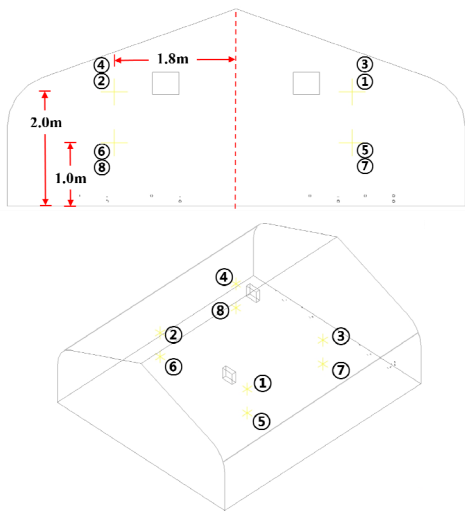 ④ 1.8m ③
② ①
2.0m
⑥ ⑤
1.0m ⑧ ⑦
④
⑧
② ③
⑥ ⑦
①
⑤